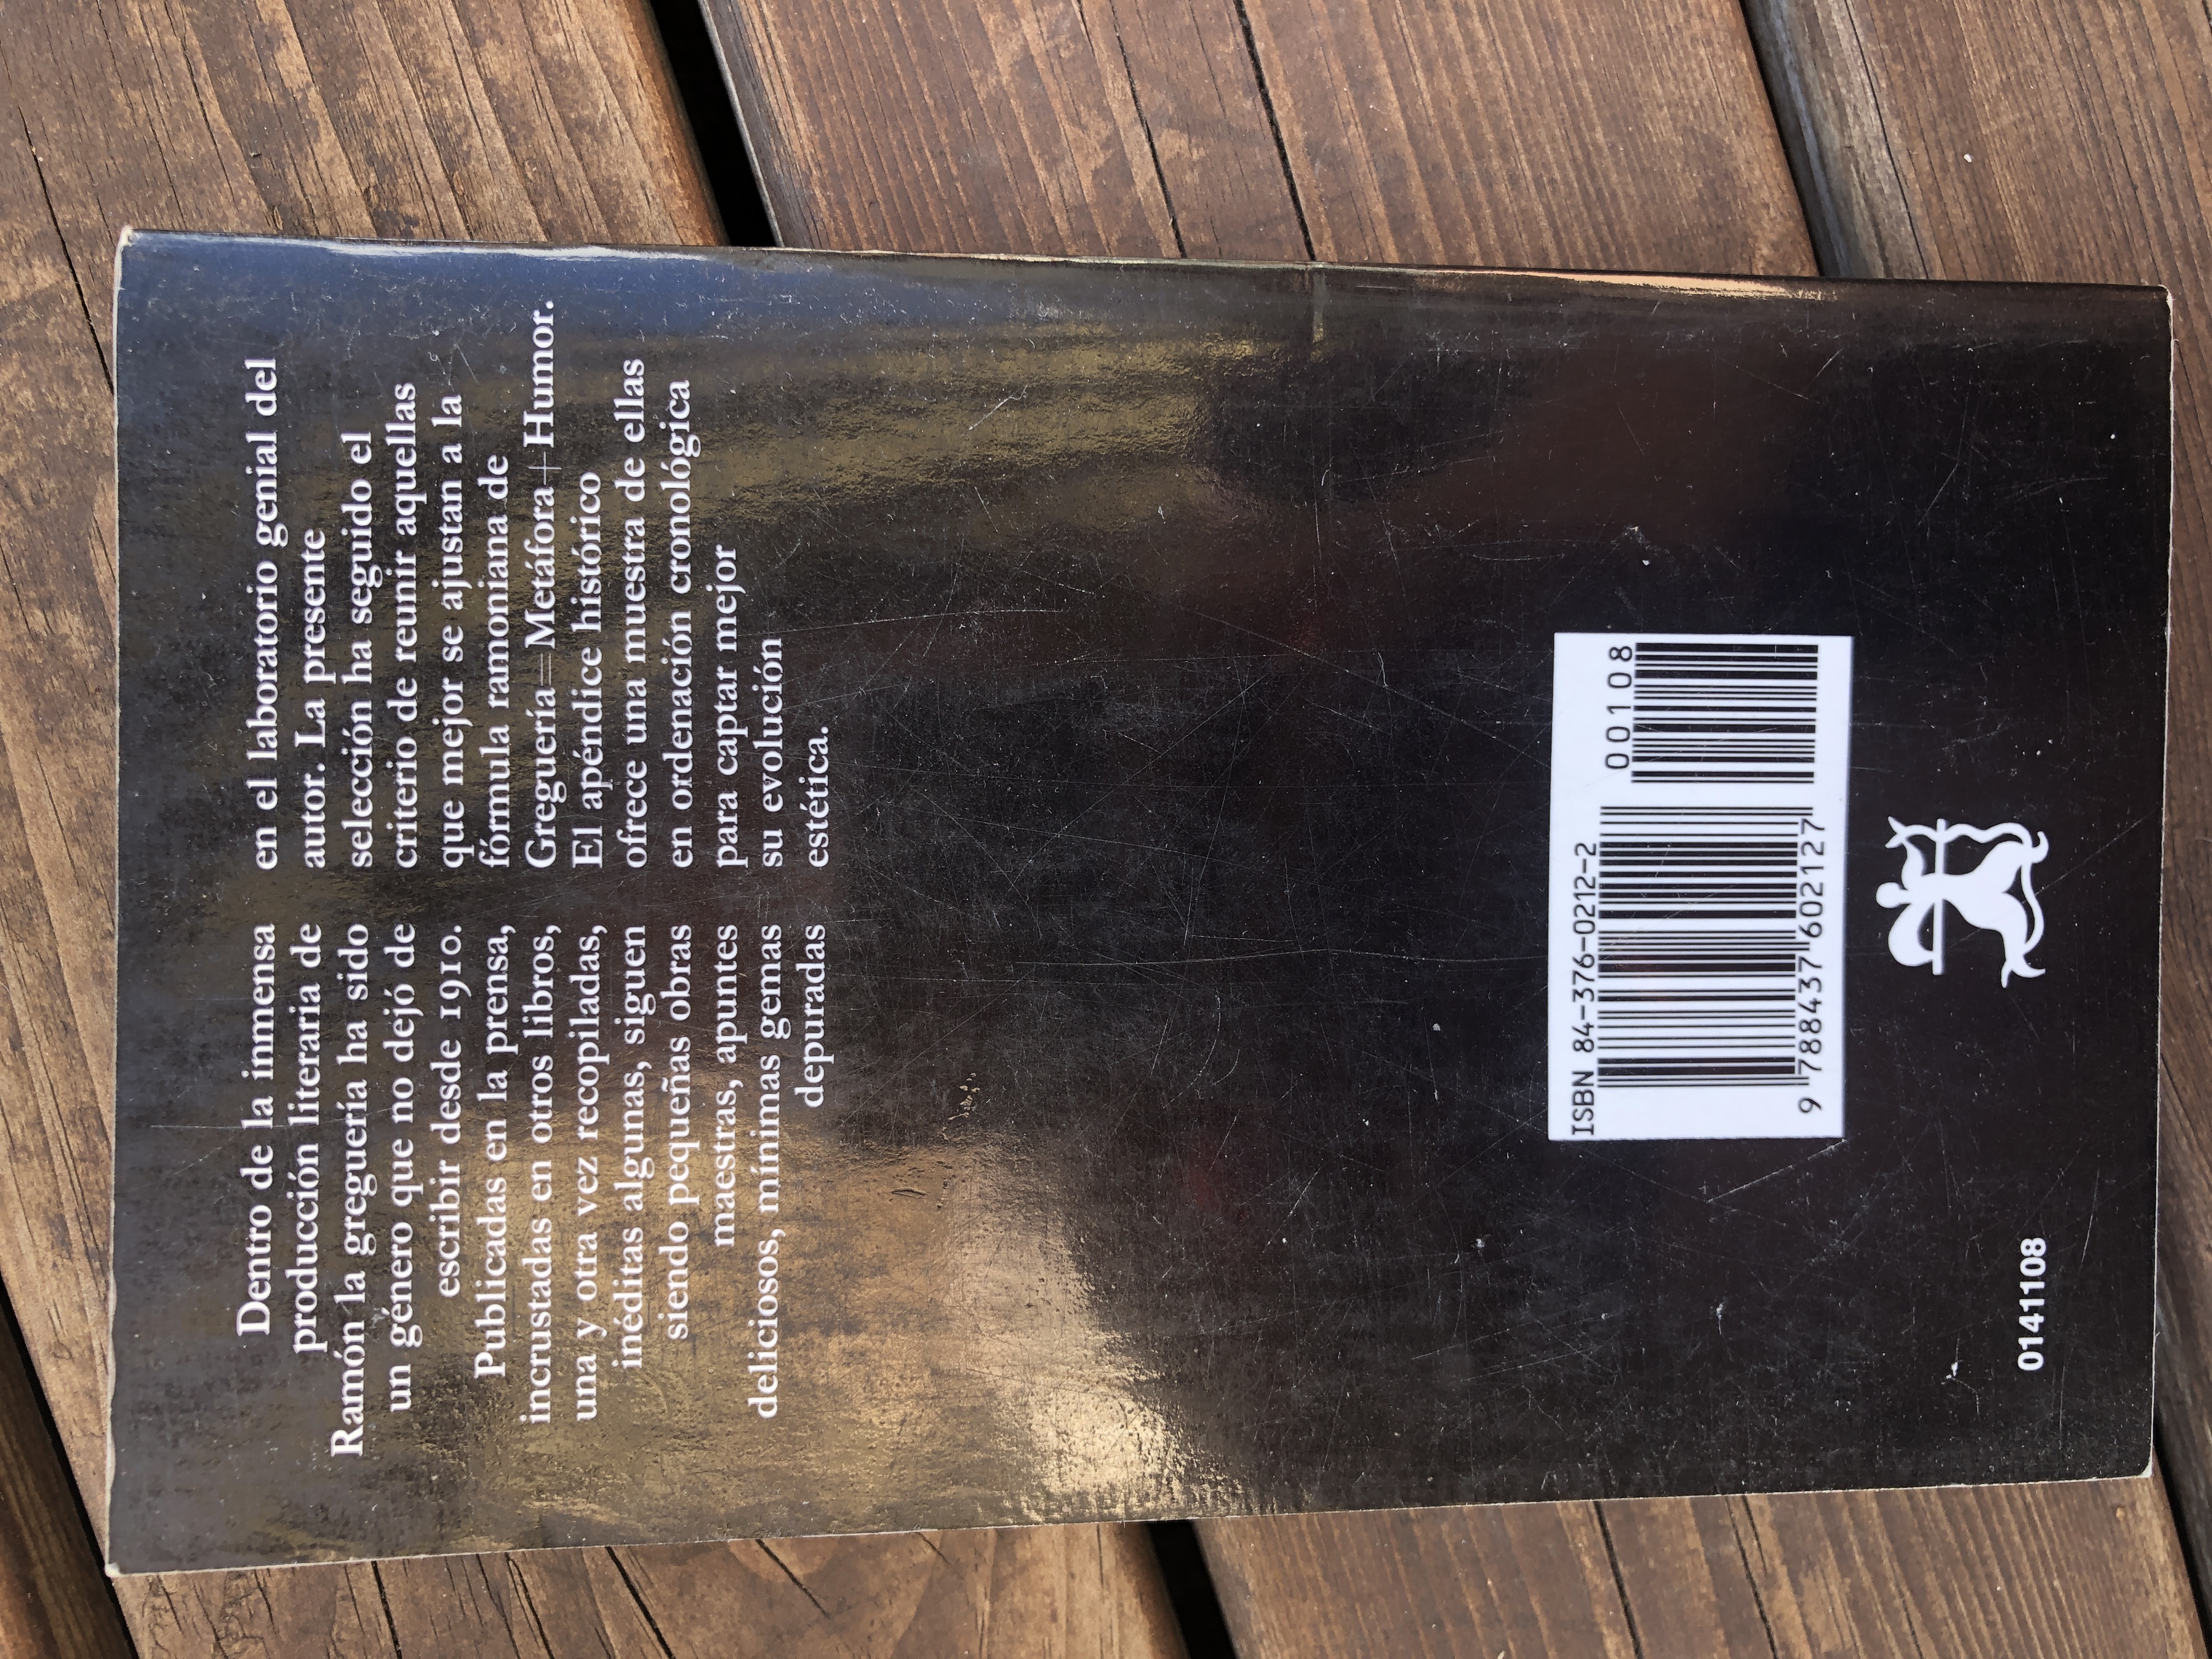 Dentro de la inmensa
producción literaria de
Ramón la greguería ha sido
un género que no dejó de
escribir desde 1910.
Publicadas en la prensa,
incrustadas en otros libros,
una y otra vez recopiladas,
inéditas algunas, siguen
siendo pequeñas obras
maestras, apuntes
deliciosos, mínimas gemas
depuradas
en el laboratorio genial del
autor. La presente
selección ha seguido el
criterio de reunir aquellas
que mejor se ajustan a la
fórmula ramoniana de
Greguería=Metáfora+Humor.
El apéndice histórico
ofrece una muestra de ellas
en ordenación cronológica
para captar mejor
su evolución
estética.
ISBN 84-376-0212-2
00108
9 788437 602127
0141108